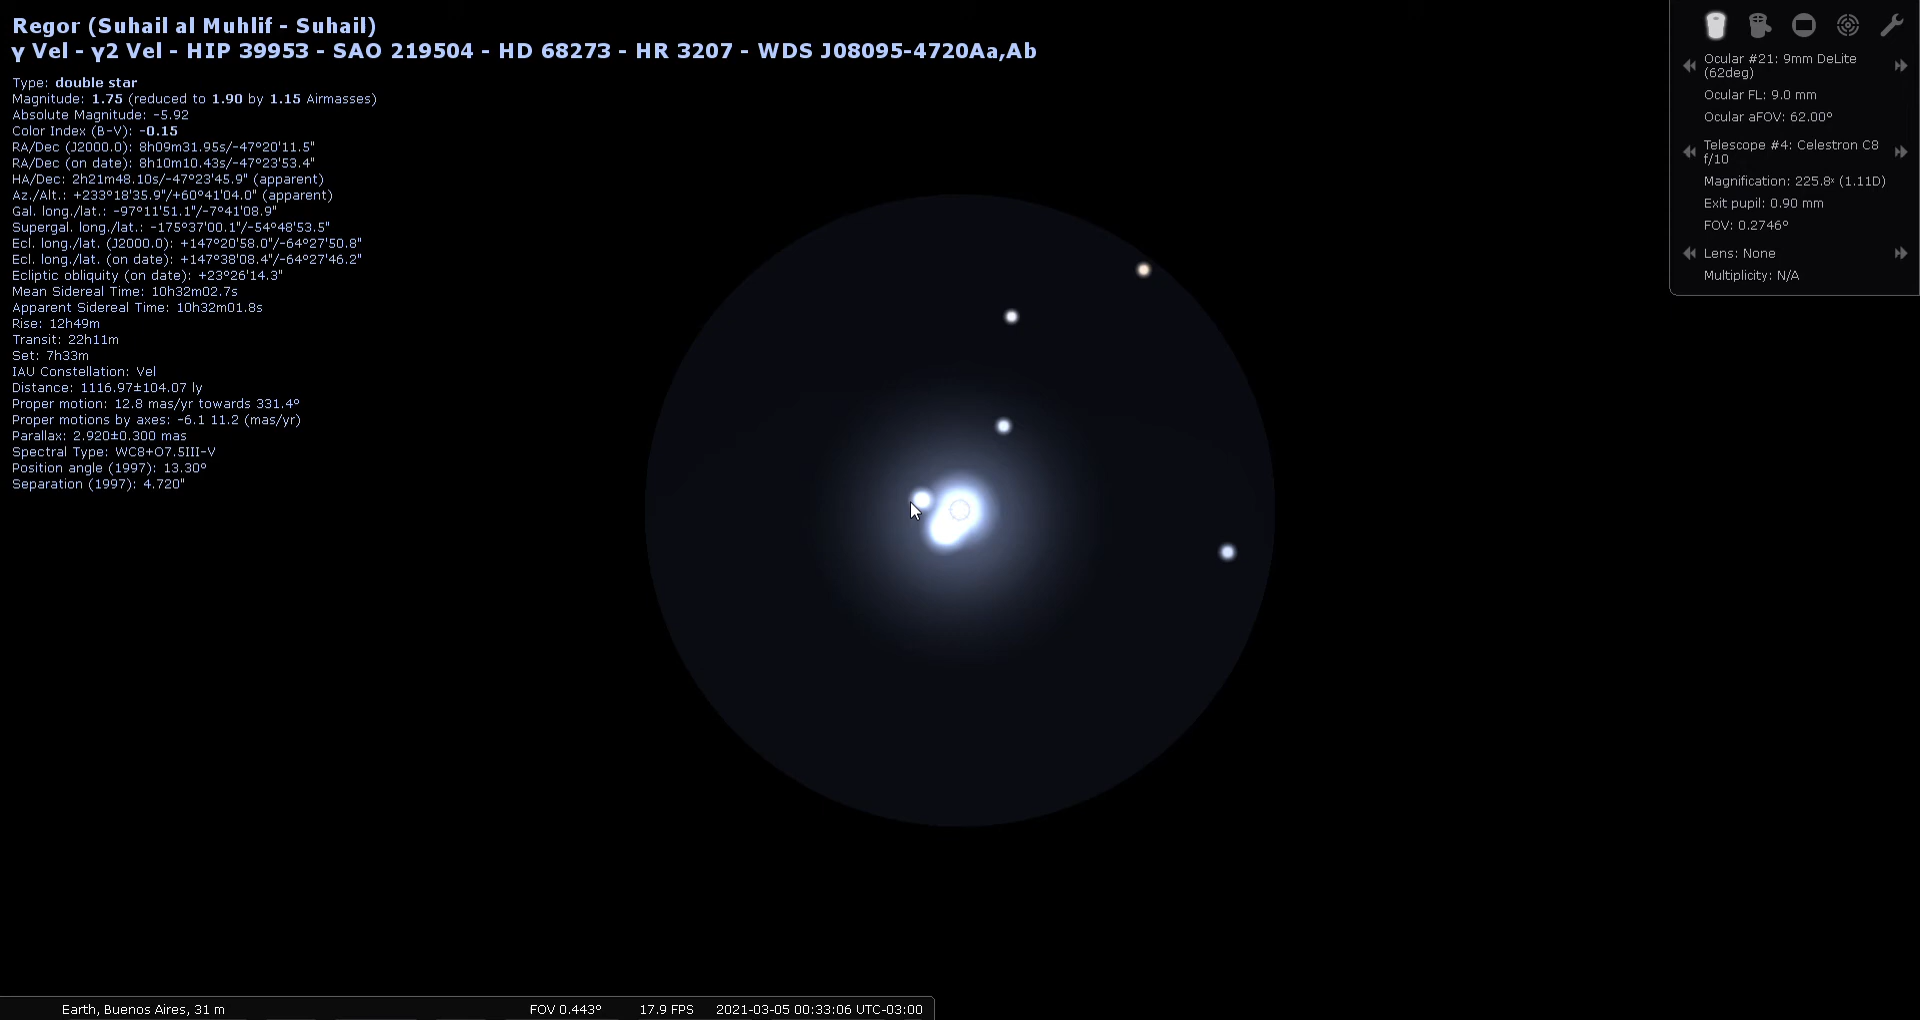 Regor (Suhail al Muhlif - Suhail)
γ Vel - γ2 Vel - HIP 39953 - SAO 219504 - HD 68273 - HR 3207 - WDS J08095-4720Aa,Ab
Type: double star
Magnitude: 1.75 (reduced to 1.90 by 1.15 Airmasses)
Absolute Magnitude: -5.92
Color Index (B-V): -0.15
RA/Dec (J2000.0): 8h09m31.95s/-47°20'11.5"
RA/Dec (on date): 8h10m10.43s/-47°23'53.4"
HA/Dec: 2h21m48.10s/-47°23'45.9" (apparent)
Az./Alt.: +233°18'35.9"/+60°41'04.0" (apparent)
Gal. long./lat.: -97°11'51.1"/-7°41'08.9"
Supergal. long./lat.: -175°37'00.1"/-54°48'53.5"
Ecl. long./lat. (J2000.0): +147°20'58.0"/-64°27'50.8"
Ecl. long./lat. (on date): +147°38'08.4"/-64°27'46.2"
Ecliptic obliquity (on date): +23°26'14.3"
Mean Sidereal Time: 10h32m02.7s
Apparent Sidereal Time: 10h32m01.8s
Rise: 12h49m
Transit: 22h11m
Set: 7h33m
IAU Constellation: Vel
Distance: 1116.97±104.07 ly
Proper motion: 12.8 mas/yr towards 331.4°
Proper motions by axes: -6.1 11.2 (mas/yr)
Parallax: 2.920±0.300 mas
Spectral Type: WC8+O7.5III-V
Position angle (1997): 13.30°
Separation (1997): 4.720"
Ocular #21: 9mm DeLite
(62deg)
Ocular FL: 9.0 mm
Ocular aFOV: 62.00°
Telescope #4: Celestron C8
f/10
Magnification: 225.8× (1.11D)
Exit pupil: 0.90 mm
FOV: 0.2746°
Lens: None
Multiplicity: N/A
Earth, Buenos Aires, 31 m FOV 0.443° 17.9 FPS 2021-03-05 00:33:06 UTC-03:00